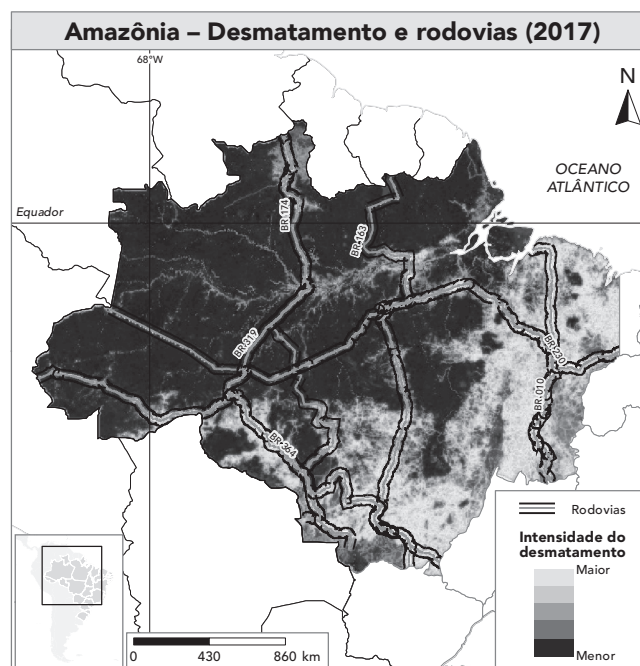 Amazônia – Desmatamento e rodovias (2017)
68°W
N
OCEANO
ATLÂNTICO
Equador
BR.174
BR.163
BR.319
BR.230
BR.010
BR.364
Rodovias
Intensidade do
desmatamento
Maior
Menor
0 430 860 km